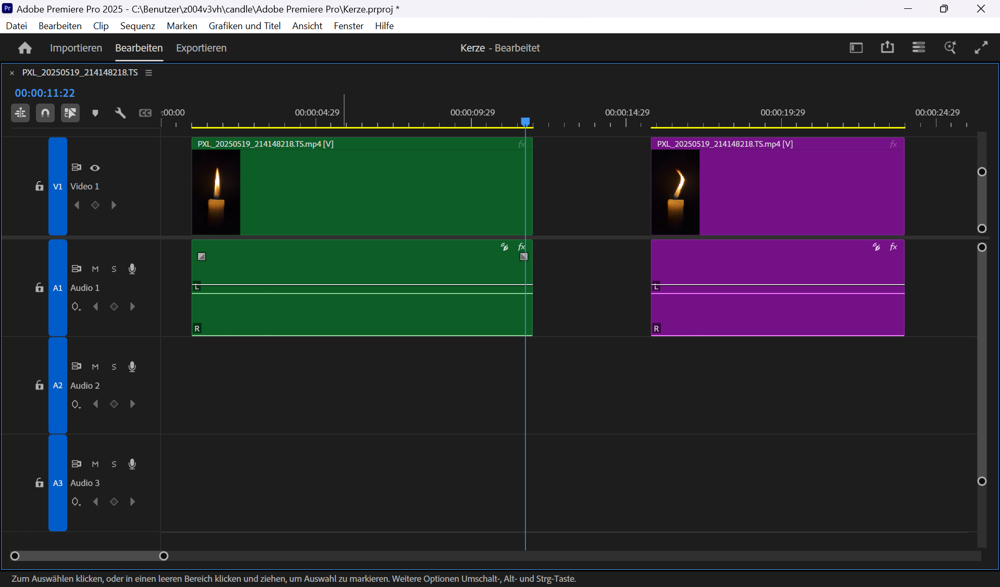 Pr Adobe Premiere Pro 2025 - C:\Benutzer\z004v3vh\candle\Adobe Premiere Pro\Kerze.prproj *
Datei Bearbeiten Clip Sequenz Marken Grafiken und Titel Ansicht Fenster Hilfe
Importieren Bearbeiten Exportieren Kerze - Bearbeitet
PXL_20250519_214148218.TS
00:00:11:22
CC :00:00 00:00:04:29 00:00:09:29 00:00:14:29 00:00:19:29 00:00:24:29
PXL_20250519_214148218.TS.mp4 [V] fx PXL_20250519_214148218.TS.mp4 [V] fx
V1 Video 1
fx fx
M S
A1 Audio 1 L L
R R
M S
A2 Audio 2
M S
A3 Audio 3
Zum Auswählen klicken, oder in einen leeren Bereich klicken und ziehen, um Auswahl zu markieren. Weitere Optionen Umschalt-, Alt- und Strg-Taste.